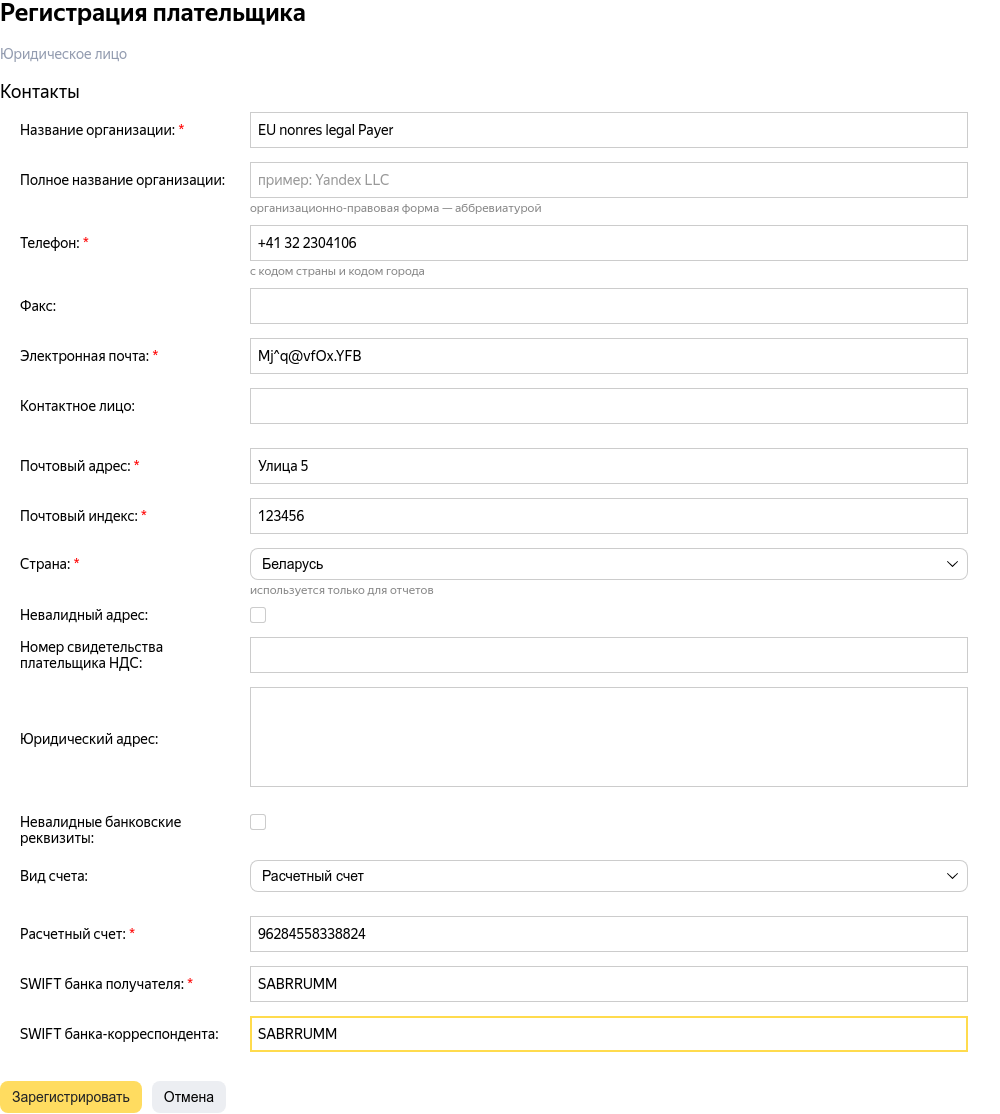 Регистрация плательщика
Юридическое лицо
Контакты
Название организации: *
EU nonres legal Payer
Полное название организации:
пример: Yandex LLC
организационно-правовая форма — аббревиатурой
Телефон: *
+41 32 2304106
с кодом страны и кодом города
Факс:
Электронная почта: *
Mj^q@vfOx.YFB
Контактное лицо:
Почтовый адрес: *
Улица 5
Почтовый индекс: *
123456
Страна: *
Беларусь
используется только для отчетов
Невалидный адрес:
Номер свидетельства
плательщика НДС:
Юридический адрес:
Невалидные банковские
реквизиты:
Вид счета:
Расчетный счет
Расчетный счет: *
96284558338824
SWIFT банка получателя: *
SABRRUMM
SWIFT банка-корреспондента:
SABRRUMM
Зарегистрировать
Отмена